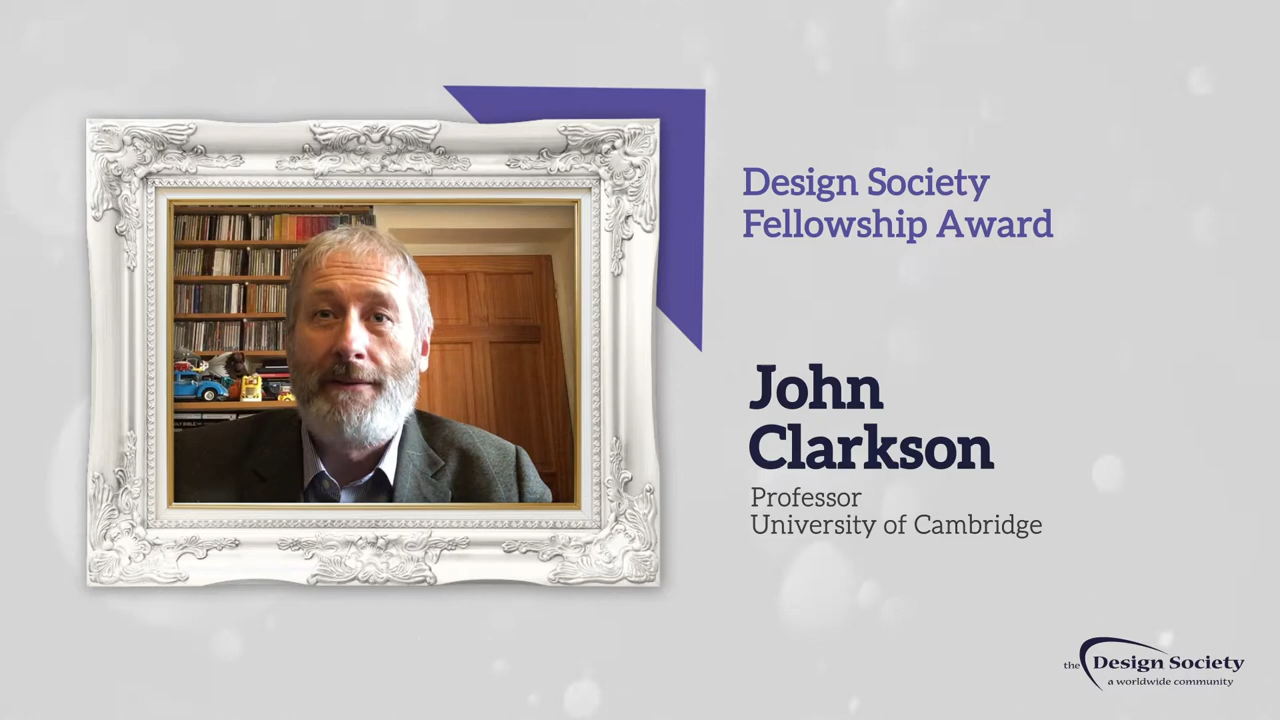 Design Society
Fellowship Award
John
Clarkson
Professor
University of Cambridge
the Design Society
a worldwide community